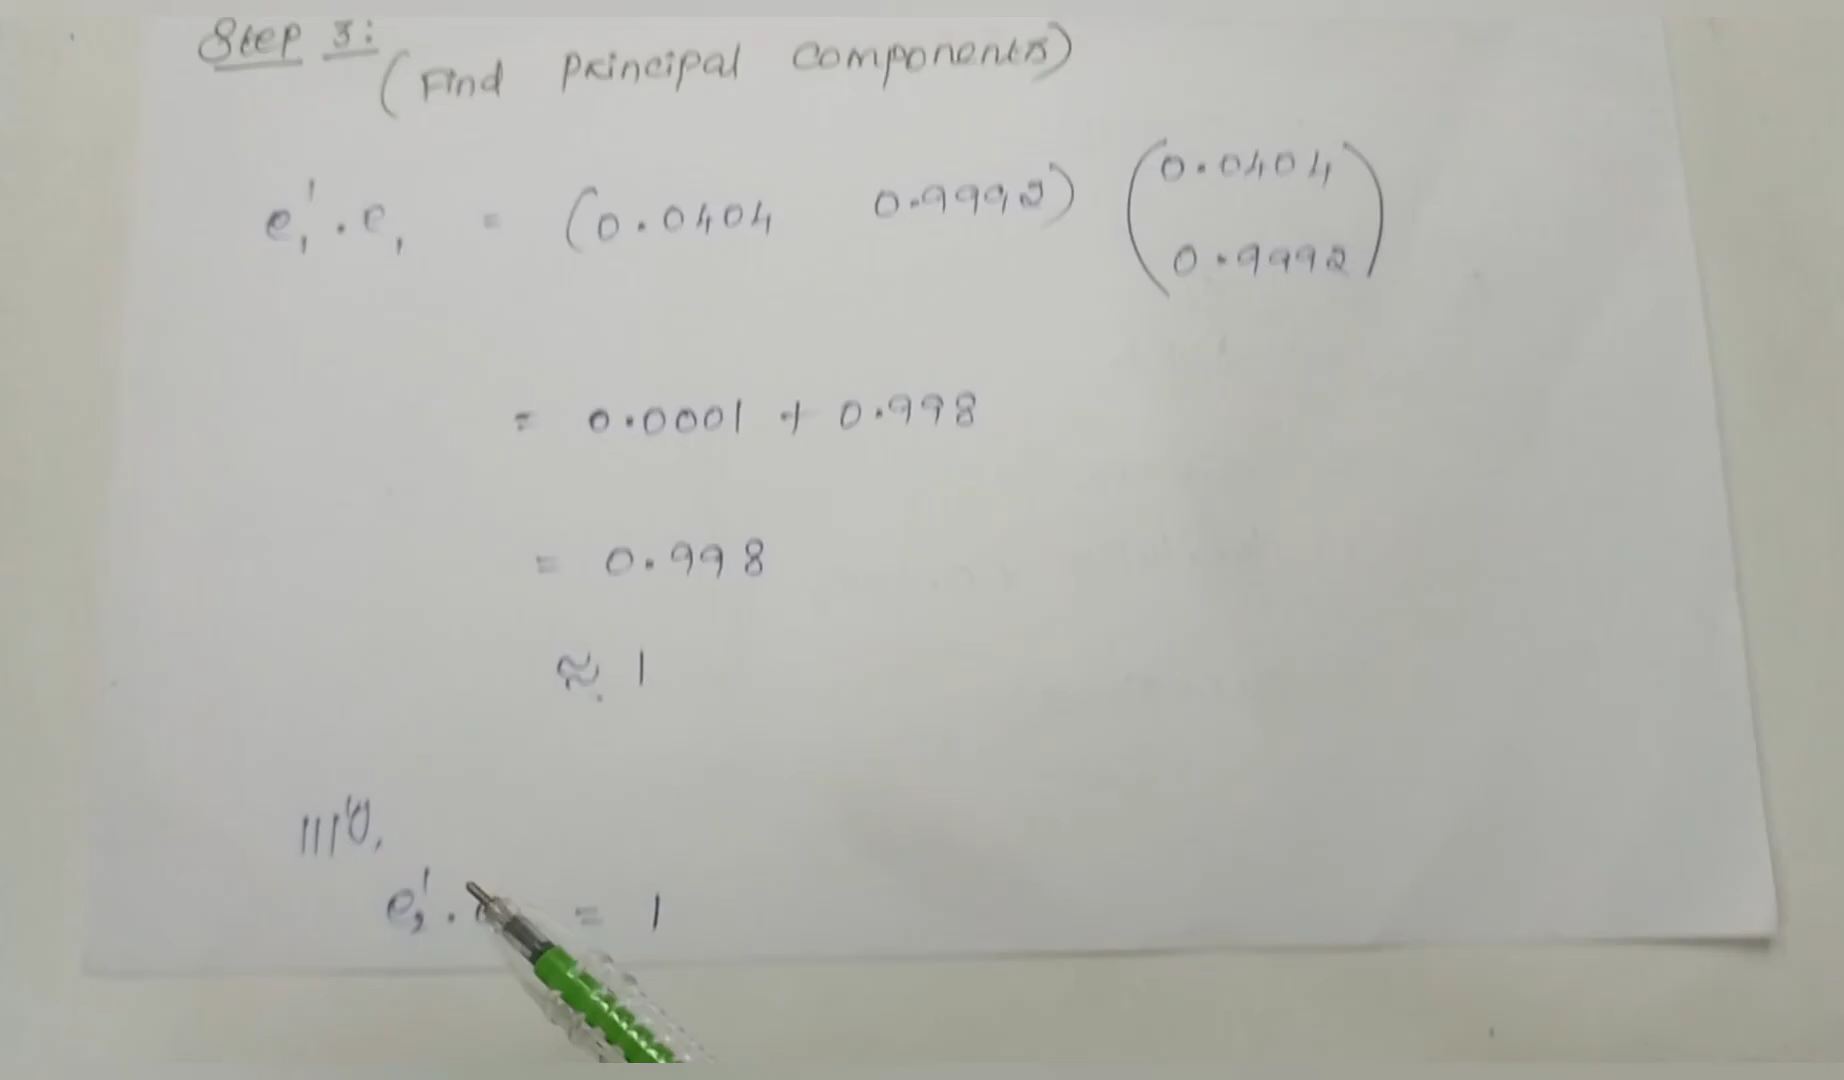 Step 3:
(Find principal components)
e₁' . e₁ = (0.0404 0.9992) (0.0404
0.9992)
= 0.0001 + 0.998
= 0.998
≈ 1
|||ly,
e₂' . = 1